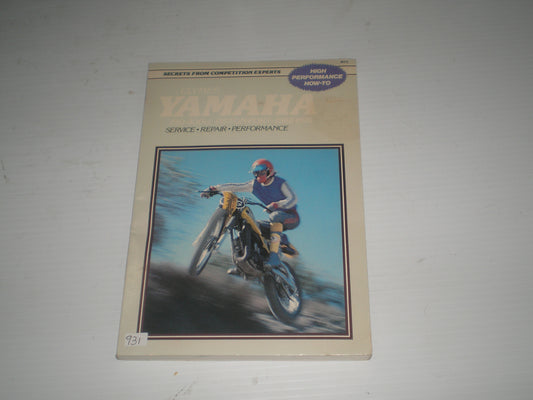 SECRETS FROM COMPETITION EXPERTS
HIGH
PERFORMANCE
HOW-TO
YAMAHA
SERVICE • REPAIR • PERFORMANCE
931